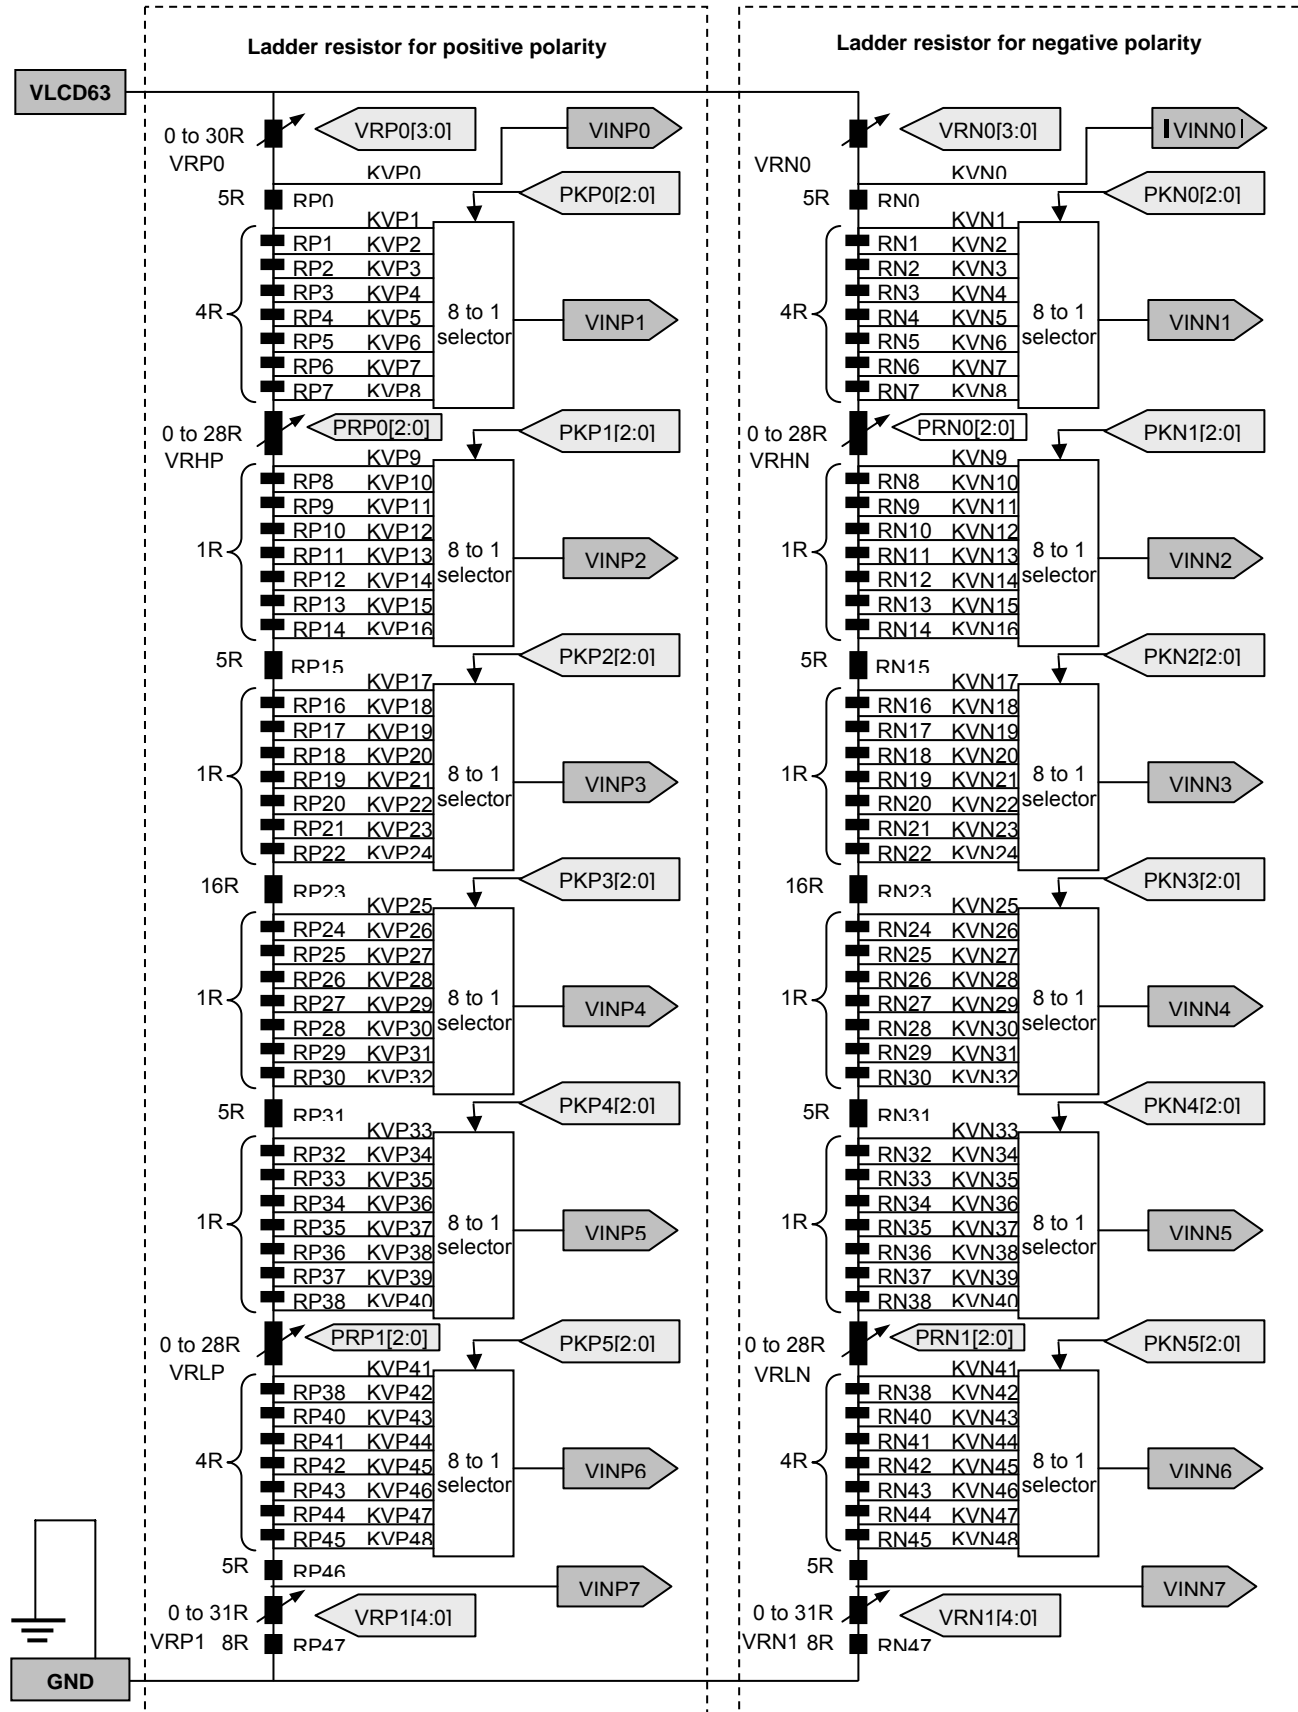 Ladder resistor for positive polarity
VLCD63
0 to 30R
VRP0
VRP0[3:0]
VINP0
KVP0
5R
RP0
PKP0[2:0]
KVP1
RP1 KVP2
RP2 KVP3
RP3 KVP4
4R
RP4 KVP5
RP5 KVP6
RP6 KVP7
RP7 KVP8
8 to 1
selector
VINP1
0 to 28R
VRHP
PRP0[2:0]
PKP1[2:0]
KVP9
RP8 KVP10
RP9 KVP11
RP10 KVP12
1R
RP11 KVP13
RP12 KVP14
RP13 KVP15
RP14 KVP16
8 to 1
selector
VINP2
5R
RP15
PKP2[2:0]
KVP17
RP16 KVP18
RP17 KVP19
RP18 KVP20
1R
RP19 KVP21
RP20 KVP22
RP21 KVP23
RP22 KVP24
8 to 1
selector
VINP3
16R
RP23
PKP3[2:0]
KVP25
RP24 KVP26
RP25 KVP27
RP26 KVP28
1R
RP27 KVP29
RP28 KVP30
RP29 KVP31
RP30 KVP32
8 to 1
selector
VINP4
5R
RP31
PKP4[2:0]
KVP33
RP32 KVP34
RP33 KVP35
RP34 KVP36
1R
RP35 KVP37
RP36 KVP38
RP37 KVP39
RP38 KVP40
8 to 1
selector
VINP5
0 to 28R
VRLP
PRP1[2:0]
PKP5[2:0]
KVP41
RP38 KVP42
RP40 KVP43
RP41 KVP44
4R
RP42 KVP45
RP43 KVP46
RP44 KVP47
RP45 KVP48
8 to 1
selector
VINP6
5R
RP46
VINP7
0 to 31R
VRP1
VRP1[4:0]
8R
RP47
GND
Ladder resistor for negative polarity
VRN0
VRN0[3:0]
VINN0
KVN0
5R
RN0
PKN0[2:0]
KVN1
RN1 KVN2
RN2 KVN3
RN3 KVN4
4R
RN4 KVN5
RN5 KVN6
RN6 KVN7
RN7 KVN8
8 to 1
selector
VINN1
0 to 28R
VRHN
PRN0[2:0]
PKN1[2:0]
KVN9
RN8 KVN10
RN9 KVN11
RN10 KVN12
1R
RN11 KVN13
RN12 KVN14
RN13 KVN15
RN14 KVN16
8 to 1
selector
VINN2
5R
RN15
PKN2[2:0]
KVN17
RN16 KVN18
RN17 KVN19
RN18 KVN20
1R
RN19 KVN21
RN20 KVN22
RN21 KVN23
RN22 KVN24
8 to 1
selector
VINN3
16R
RN23
PKN3[2:0]
KVN25
RN24 KVN26
RN25 KVN27
RN26 KVN28
1R
RN27 KVN29
RN28 KVN30
RN29 KVN31
RN30 KVN32
8 to 1
selector
VINN4
5R
RN31
PKN4[2:0]
KVN33
RN32 KVN34
RN33 KVN35
RN34 KVN36
1R
RN35 KVN37
RN36 KVN38
RN37 KVN39
RN38 KVN40
8 to 1
selector
VINN5
0 to 28R
VRLN
PRN1[2:0]
PKN5[2:0]
KVN41
RN38 KVN42
RN40 KVN43
RN41 KVN44
4R
RN42 KVN45
RN43 KVN46
RN44 KVN47
RN45 KVN48
8 to 1
selector
VINN6
5R
VINN7
0 to 31R
VRN1
VRN1[4:0]
8R
RN47